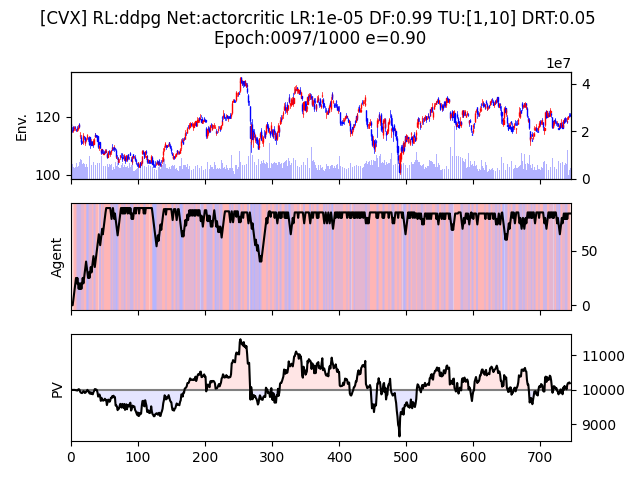 [CVX] RL:ddpg Net:actorcritic LR:1e-05 DF:0.99 TU:[1,10] DRT:0.05
Epoch:0097/1000 e=0.90
1e7
Env.
120
100
4
2
0
Agent
50
0
PV
11000
10000
9000
0 100 200 300 400 500 600 700